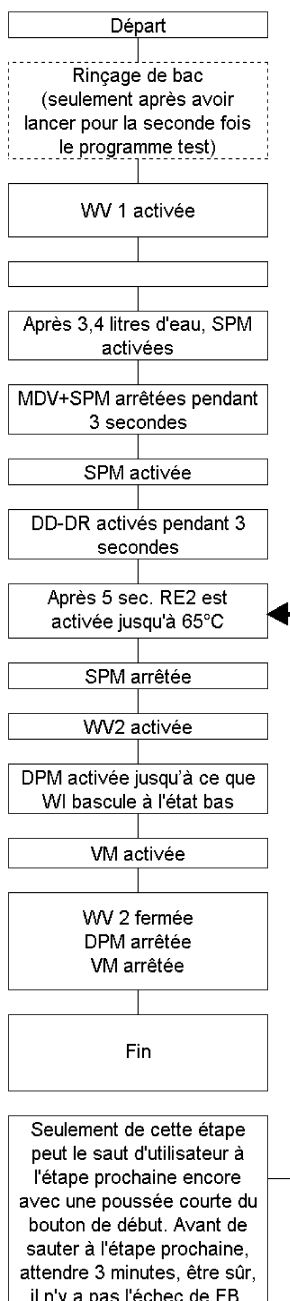 Départ
Rinçage de bac
(seulement après avoir
lancer pour la seconde fois
le programme test)
WV 1 activée
Après 3,4 litres d'eau, SPM
activées
MDV+SPM arrêtées pendant
3 secondes
SPM activée
DD-DR activés pendant 3
secondes
Après 5 sec. RE2 est
activée jusqu'à 65°C
SPM arrêtée
WV2 activée
DPM activée jusqu'à ce que
WI bascule à l'état bas
VM activée
WV 2 fermée
DPM arrêtée
VM arrêtée
Fin
Seulement de cette étape
peut le saut d'utilisateur à
l'étape prochaine encore
avec une poussée courte du
bouton de début. Avant de
sauter à l'étape prochaine,
attendre 3 minutes, être sûr,
il n'y a pas l'échec de FB